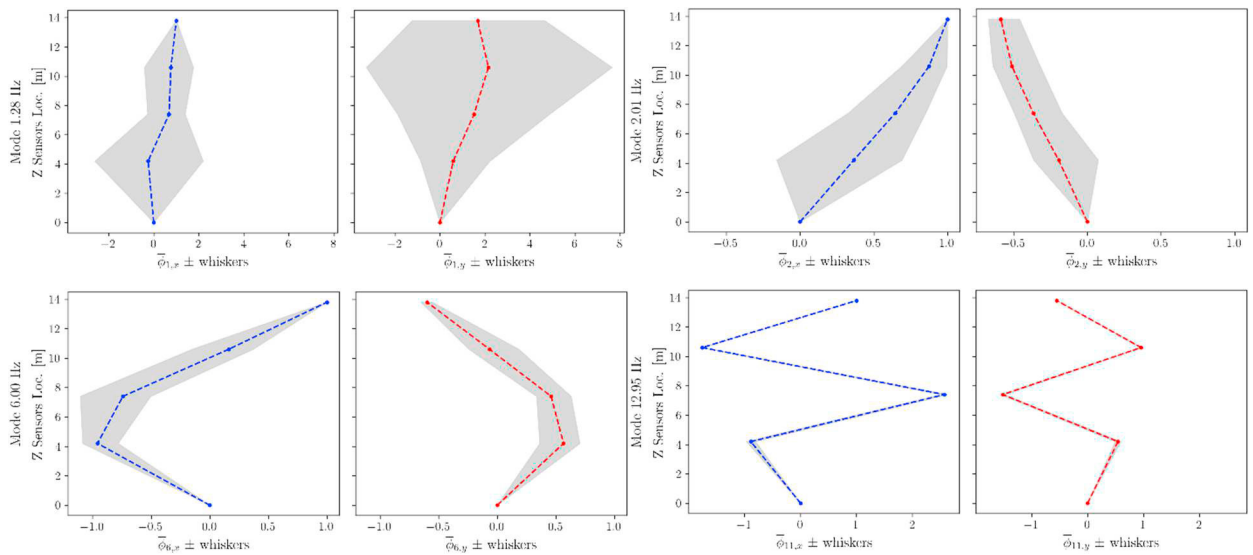 Mode 1.28 Hz
Z Sensors Loc. [m]
14
12
10
8
6
4
2
0
−2 0 2 4 6 8
ϕ̅₁,ₓ ± whiskers
−2 0 2 4 6 8
ϕ̅₁,ᵧ ± whiskers
Mode 2.01 Hz
Z Sensors Loc. [m]
14
12
10
8
6
4
2
0
−0.5 0.0 0.5 1.0
ϕ̅₂,ₓ ± whiskers
−0.5 0.0 0.5 1.0
ϕ̅₂,ᵧ ± whiskers
Mode 6.00 Hz
Z Sensors Loc. [m]
14
12
10
8
6
4
2
0
−1.0 −0.5 0.0 0.5 1.0
ϕ̅₆,ₓ ± whiskers
−1.0 −0.5 0.0 0.5 1.0
ϕ̅₆,ᵧ ± whiskers
Mode 12.95 Hz
Z Sensors Loc. [m]
14
12
10
8
6
4
2
0
−1 0 1 2
ϕ̅₁₁,ₓ ± whiskers
−1 0 1 2
ϕ̅₁₁,ᵧ ± whiskers